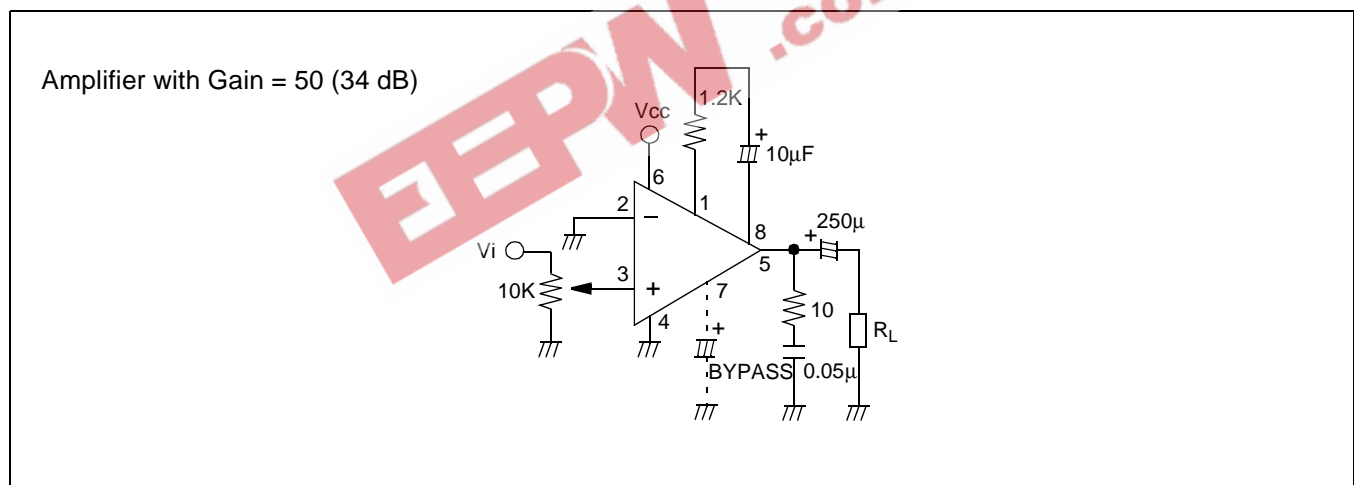 EEPW.com
Amplifier with Gain = 50 (34 dB)
1.2K
Vcc
+
10μF
6
1
2
−
8
+
250μ
5
Vi
3
+
10K
7
4
+
10
RL
BYPASS
0.05μ